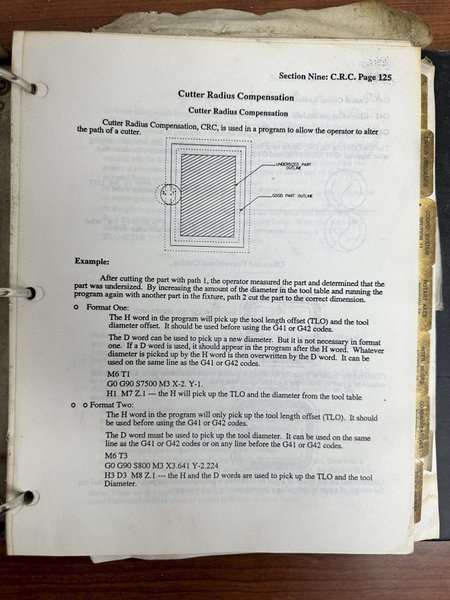 Section Nine: C.R.C. Page 125
Cutter Radius Compensation
Cutter Radius Compensation
Cutter Radius Compensation, CRC, is used in a program to allow the operator to alter
the path of a cutter.
UNDERSIZED PART
OUTLINE
GOOD PART OUTLINE
Example:
After cutting the part with path 1, the operator measured the part and determined that the
part was undersized. By increasing the amount of the diameter in the tool table and running the
program again with another part in the fixture, path 2 cut the part to the correct dimension.
o Format One:
The H word in the program will pick up the tool length offset (TLO) and the tool
diameter offset. It should be used before using the G41 or G42 codes.
The D word can be used to pick up a new diameter. But it is not necessary in format
one. If a D word is used, it should appear in the program after the H word. Whatever
diameter is picked up by the H word is then overwritten by the D word. It can be
used on the same line as the G41 or G42 codes.
M6 T1
G0 G90 S7500 M3 X-2. Y-1.
H1 M7 Z.1 --- the H will pick up the TLO and the diameter from the tool table
o o Format Two:
The H word in the program will only pick up the tool length offset (TLO). It should
be used before using the G41 or G42 codes.
The D word must be used to pick up the tool diameter. It can be used on the same
line as the G41 or G42 codes or on any line before the G41 or G42 codes.
M6 T3
G0 G90 S800 M3 X3.641 Y-2.224
H3 D3 M8 Z.1 --- the H and the D words are used to pick up the TLO and the tool
Diameter.